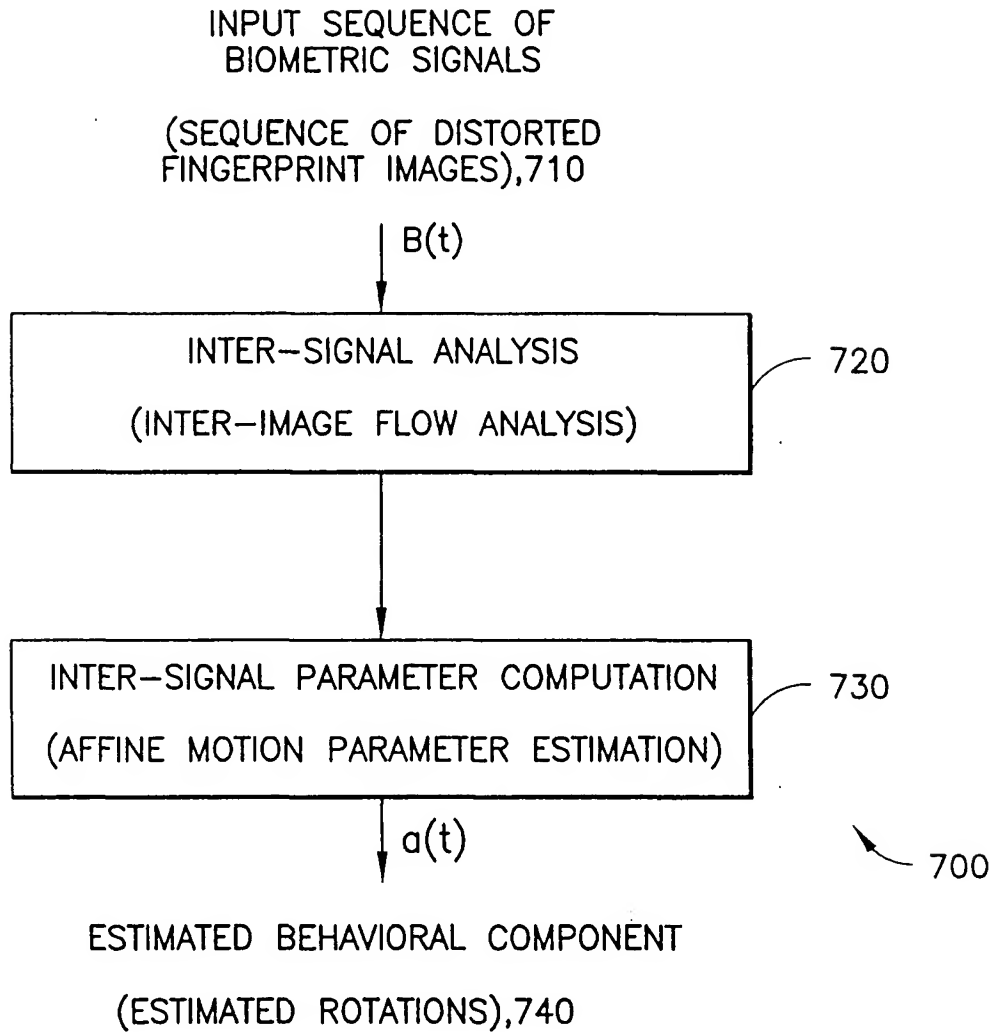 INPUT SEQUENCE OF
BIOMETRIC SIGNALS
(SEQUENCE OF DISTORTED
FINGERPRINT IMAGES),710
B(t)
INTER-SIGNAL ANALYSIS
(INTER-IMAGE FLOW ANALYSIS)
720
INTER-SIGNAL PARAMETER COMPUTATION
(AFFINE MOTION PARAMETER ESTIMATION)
730
a(t)
700
ESTIMATED BEHAVIORAL COMPONENT
(ESTIMATED ROTATIONS),740